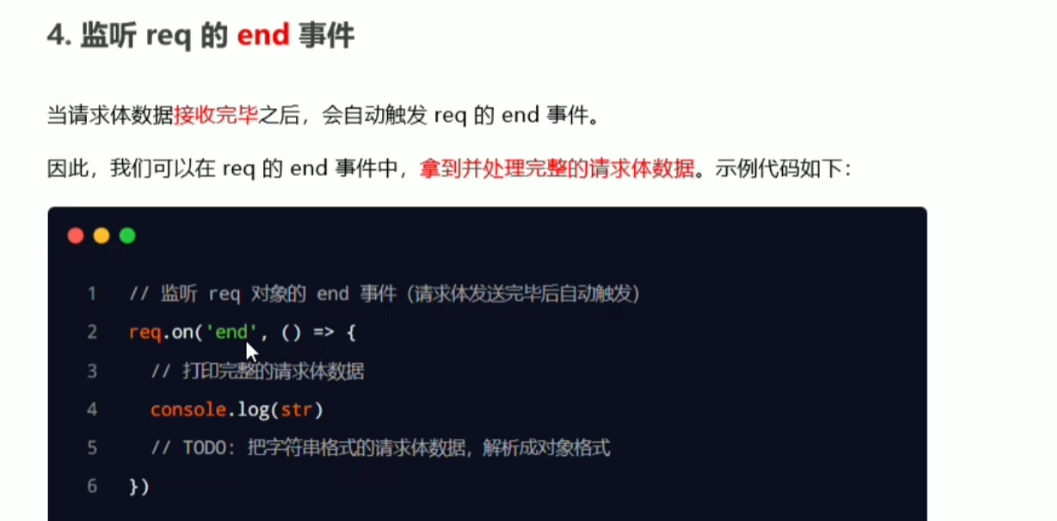 4. 监听 req 的 end 事件
当请求体数据接收完毕之后，会自动触发 req 的 end 事件。
因此，我们可以在 req 的 end 事件中，拿到并处理完整的请求体数据。示例代码如下：
1 // 监听 req 对象的 end 事件（请求体发送完毕后自动触发）
2 req.on('end', () => {
3 // 打印完整的请求体数据
4 console.log(str)
5 // TODO: 把字符串格式的请求体数据，解析成对象格式
6 })